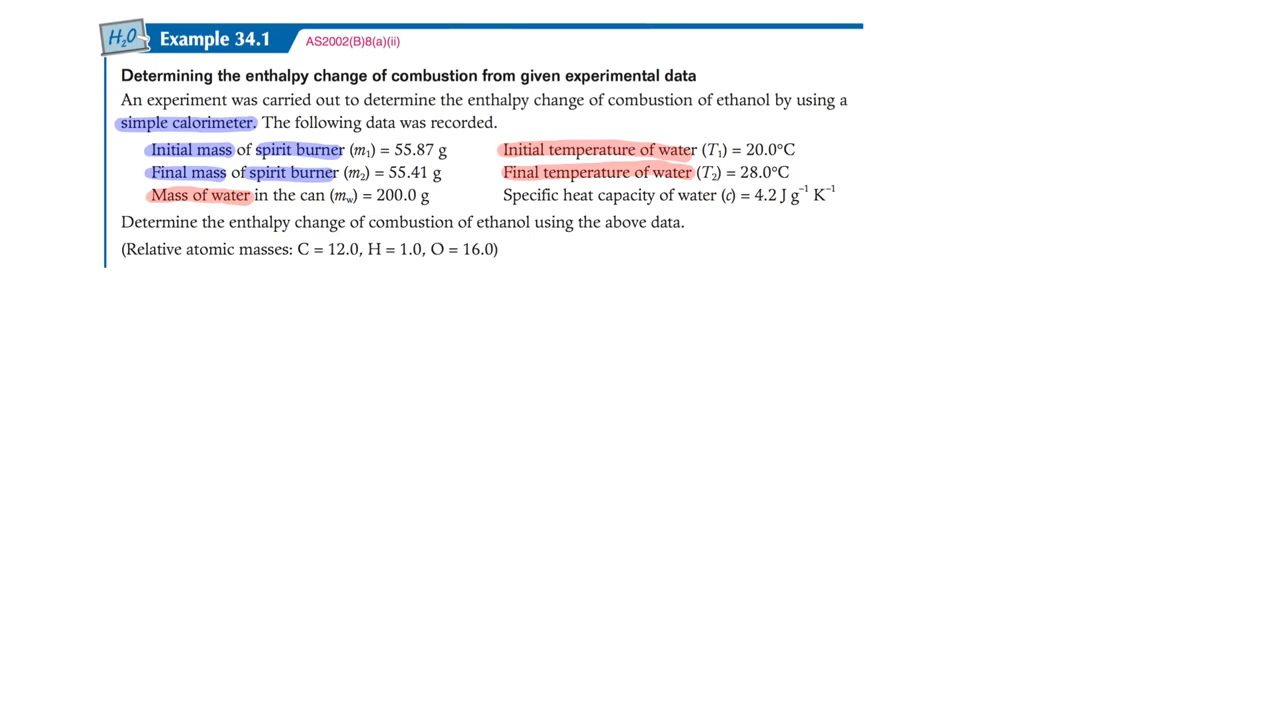 H₂O Example 34.1 AS2002(B)8(a)(ii)
Determining the enthalpy change of combustion from given experimental data
An experiment was carried out to determine the enthalpy change of combustion of ethanol by using a
simple calorimeter. The following data was recorded.
Initial mass of spirit burner (m₁) = 55.87 g Initial temperature of water (T₁) = 20.0°C
Final mass of spirit burner (m₂) = 55.41 g Final temperature of water (T₂) = 28.0°C
Mass of water in the can (m_w) = 200.0 g Specific heat capacity of water (c) = 4.2 J g⁻¹ K⁻¹
Determine the enthalpy change of combustion of ethanol using the above data.
(Relative atomic masses: C = 12.0, H = 1.0, O = 16.0)